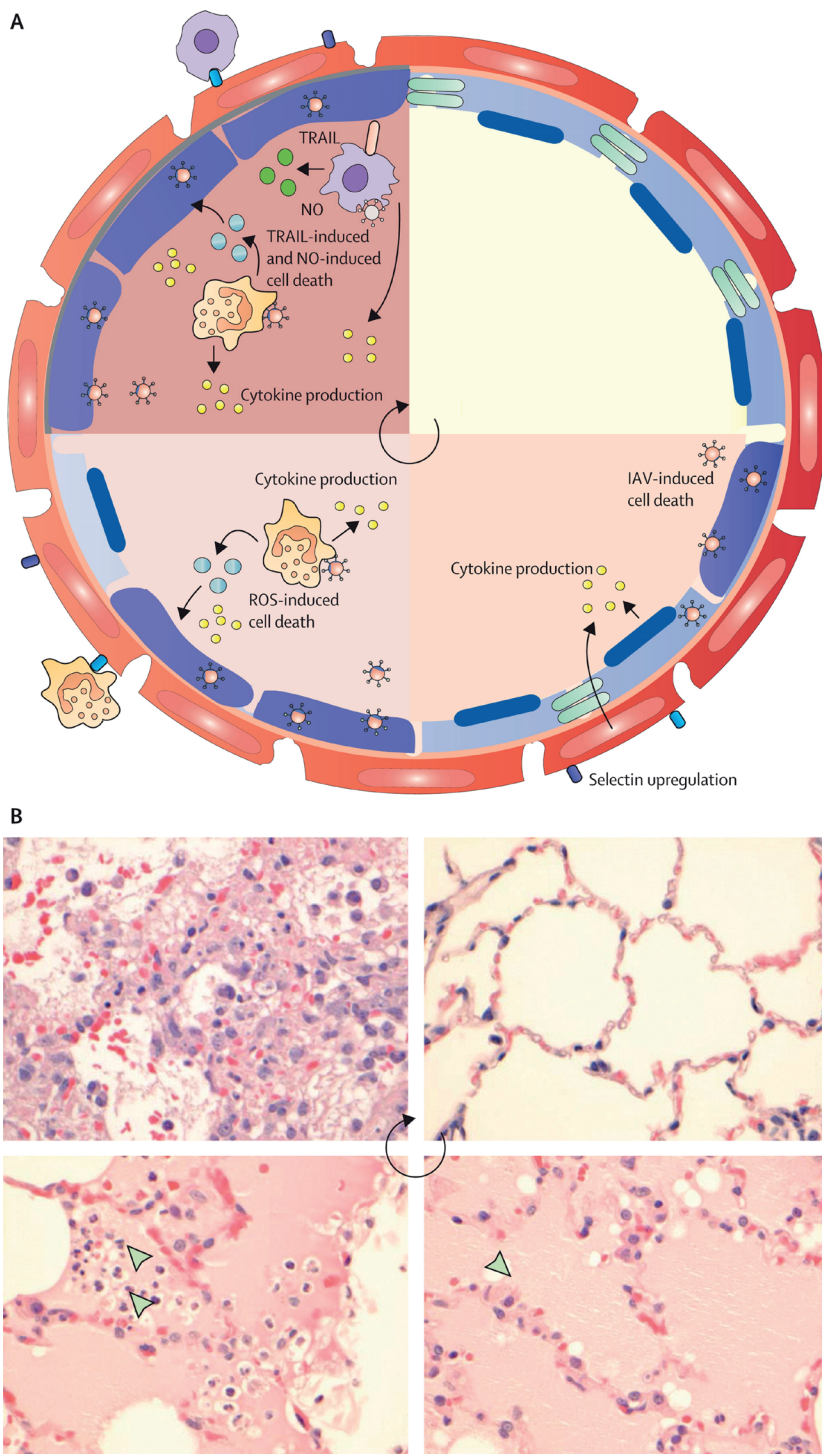 A
TRAIL
NO
TRAIL-induced
and NO-induced
cell death
Cytokine production
Cytokine production
ROS-induced
cell death
IAV-induced
cell death
Cytokine production
Selectin upregulation
B